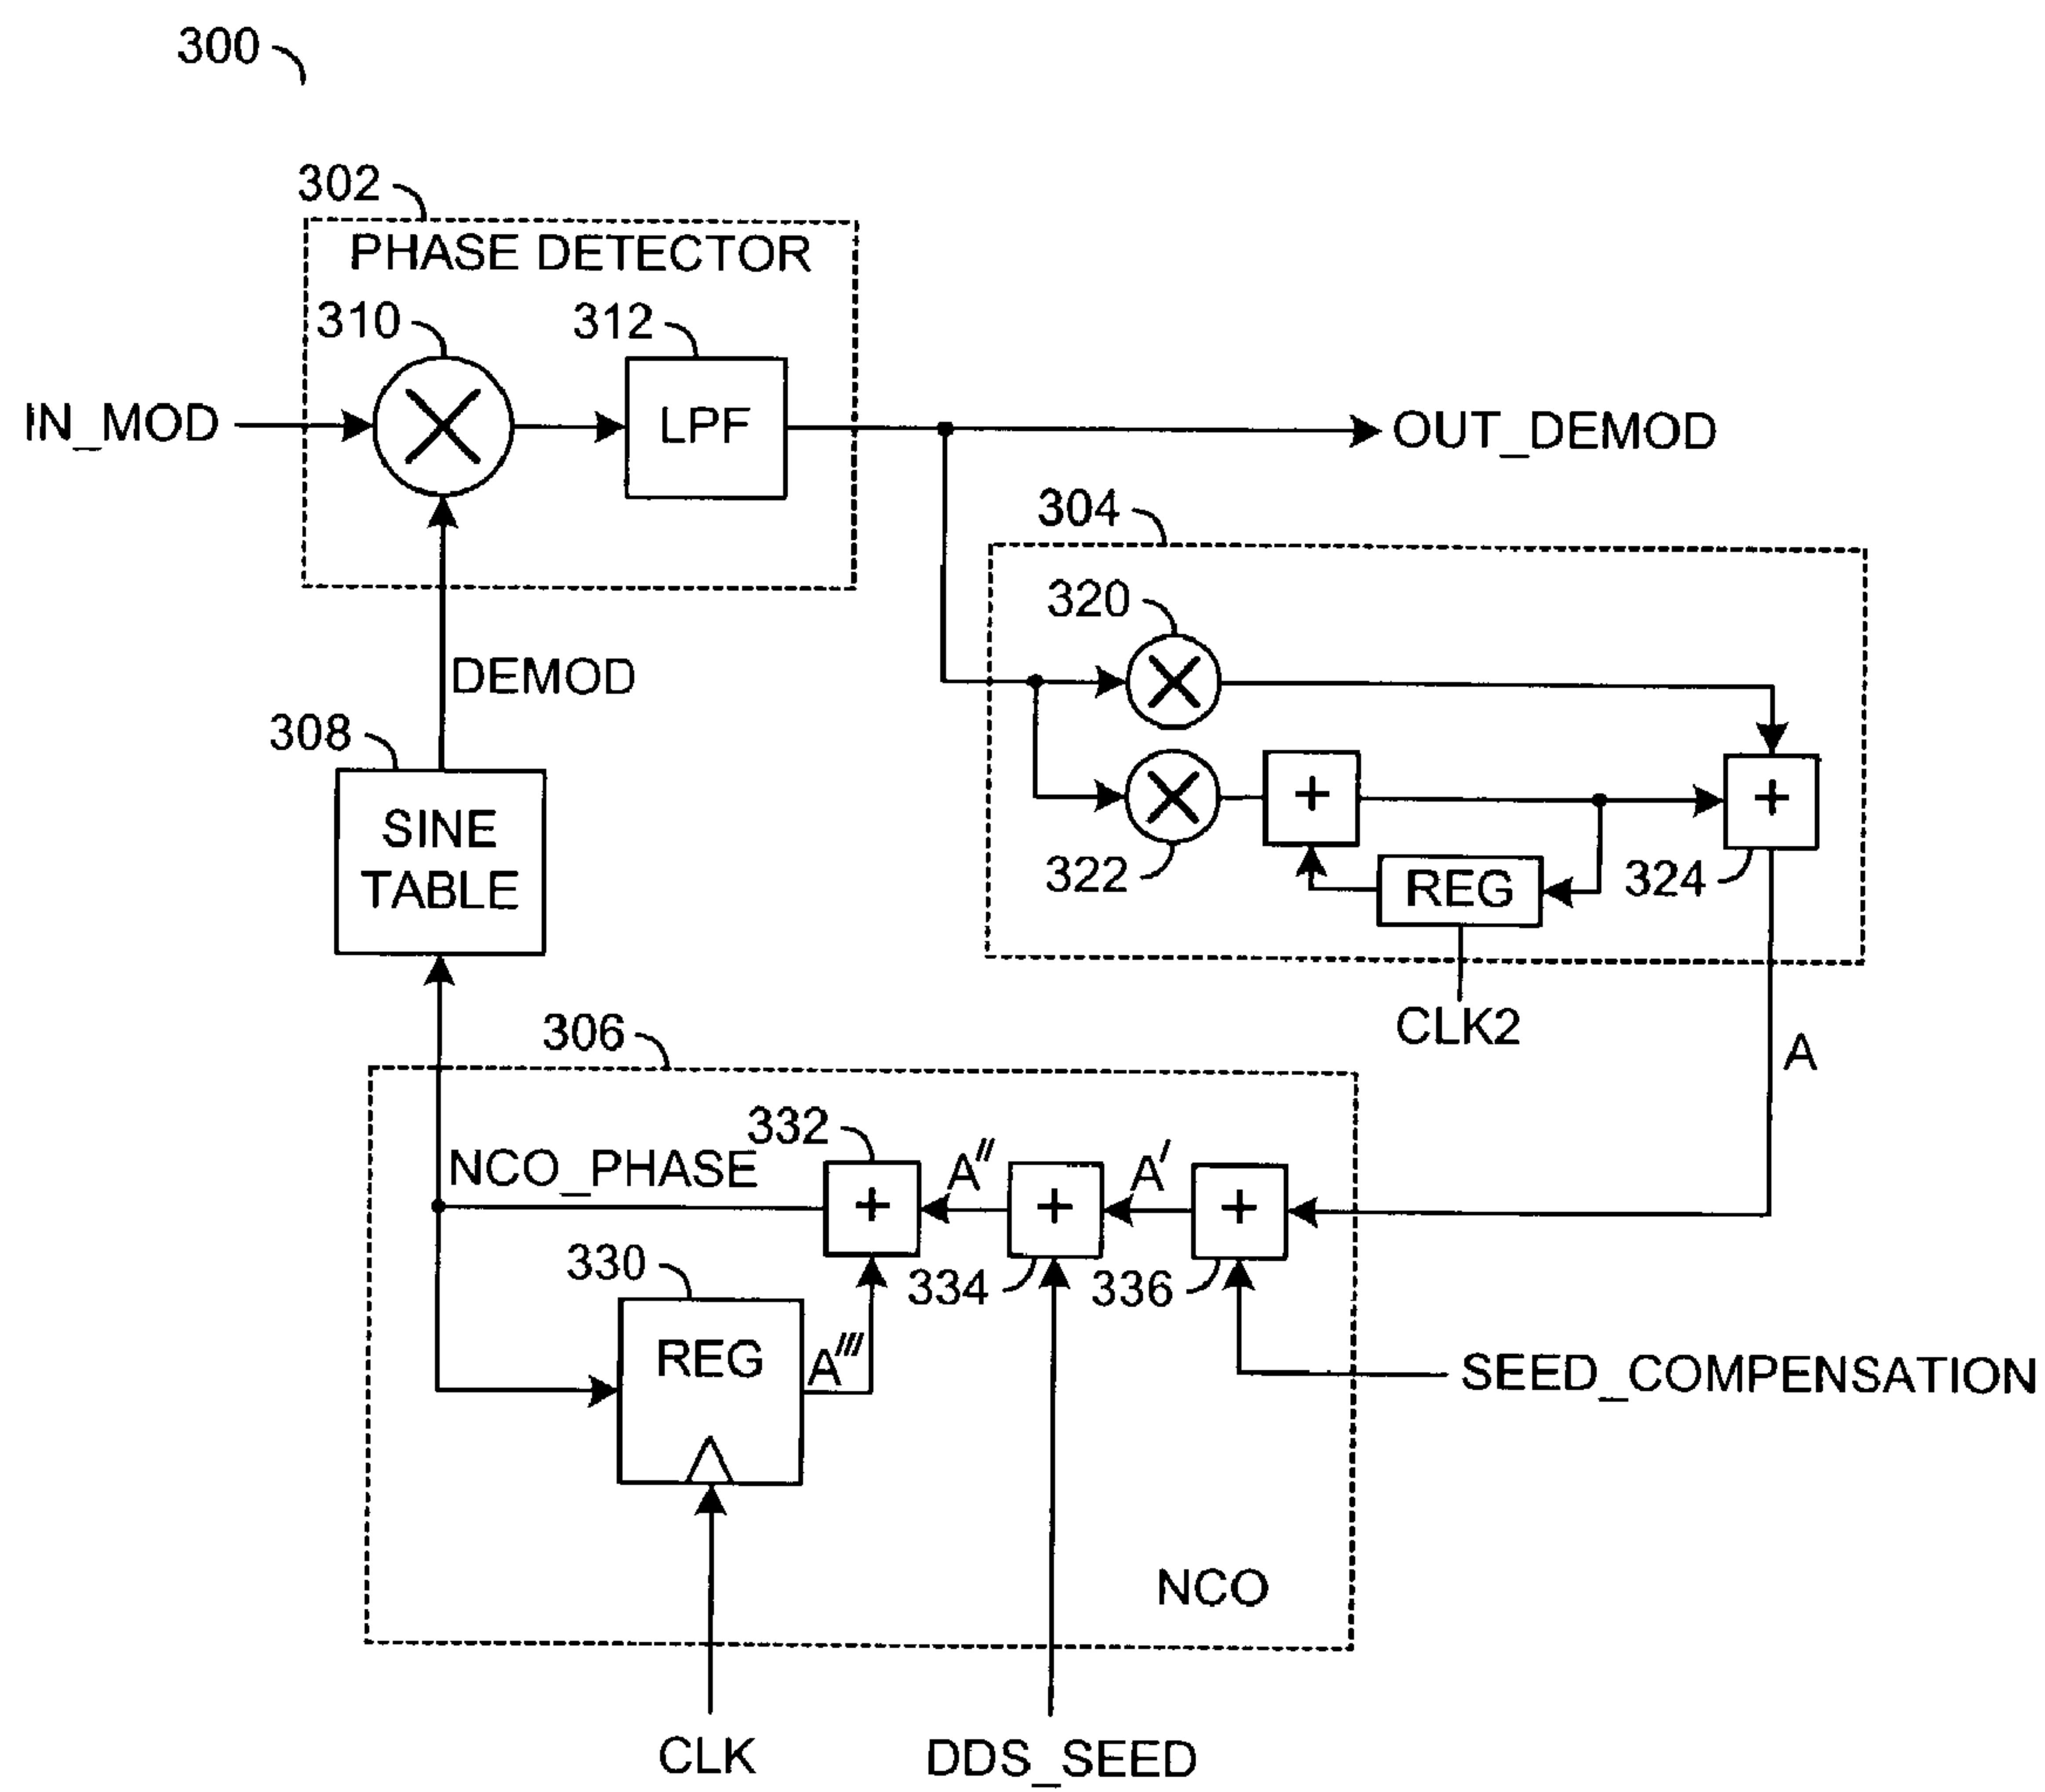 300
302
PHASE DETECTOR
310
312
IN_MOD
LPF
OUT_DEMOD
304
320
DEMOD
308
SINE
TABLE
+
+
322
REG
324
CLK2
A
306
332
NCO_PHASE
A″
A′
+
+
+
330
334
336
REG
A‴
SEED_COMPENSATION
NCO
CLK
DDS_SEED